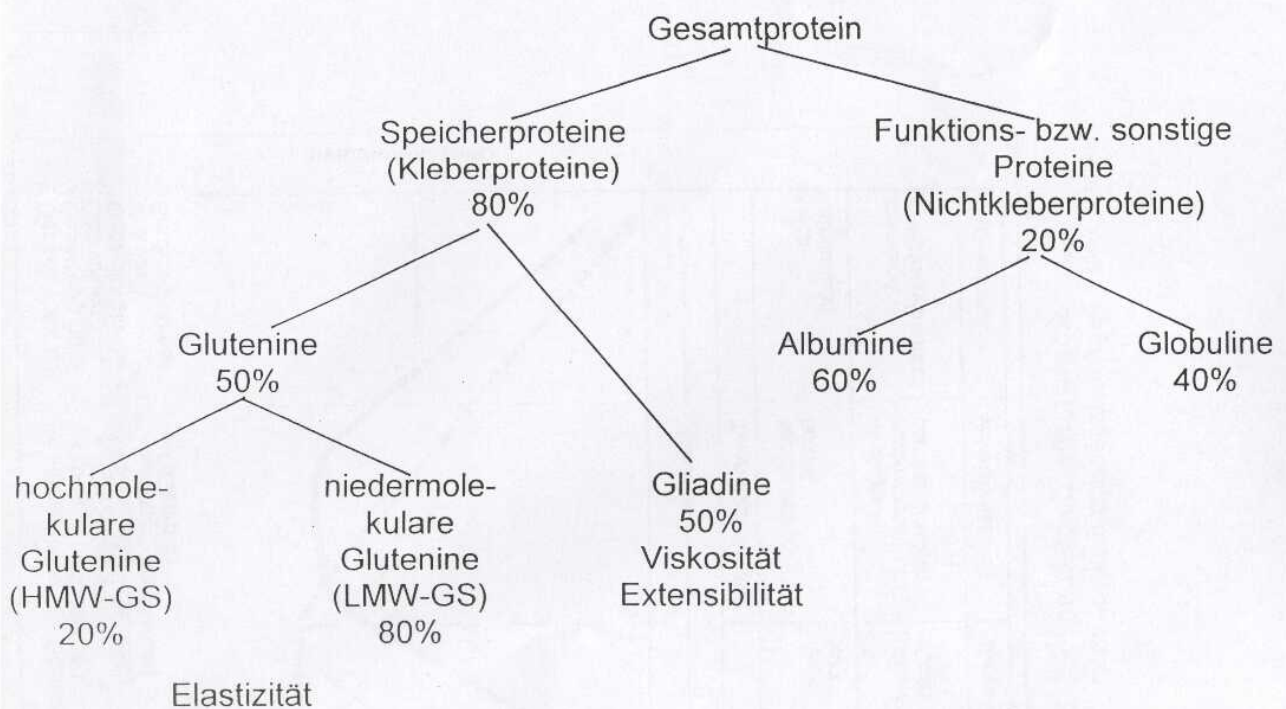 Gesamtprotein
Speicherproteine
(Kleberproteine)
80%
Funktions- bzw. sonstige
Proteine
(Nichtkleberproteine)
20%
Glutenine
50%
Albumine
60%
Globuline
40%
hochmole-
kulare
Glutenine
(HMW-GS)
20%
niedermole-
kulare
Glutenine
(LMW-GS)
80%
Gliadine
50%
Viskosität
Extensibilität
Elastizität